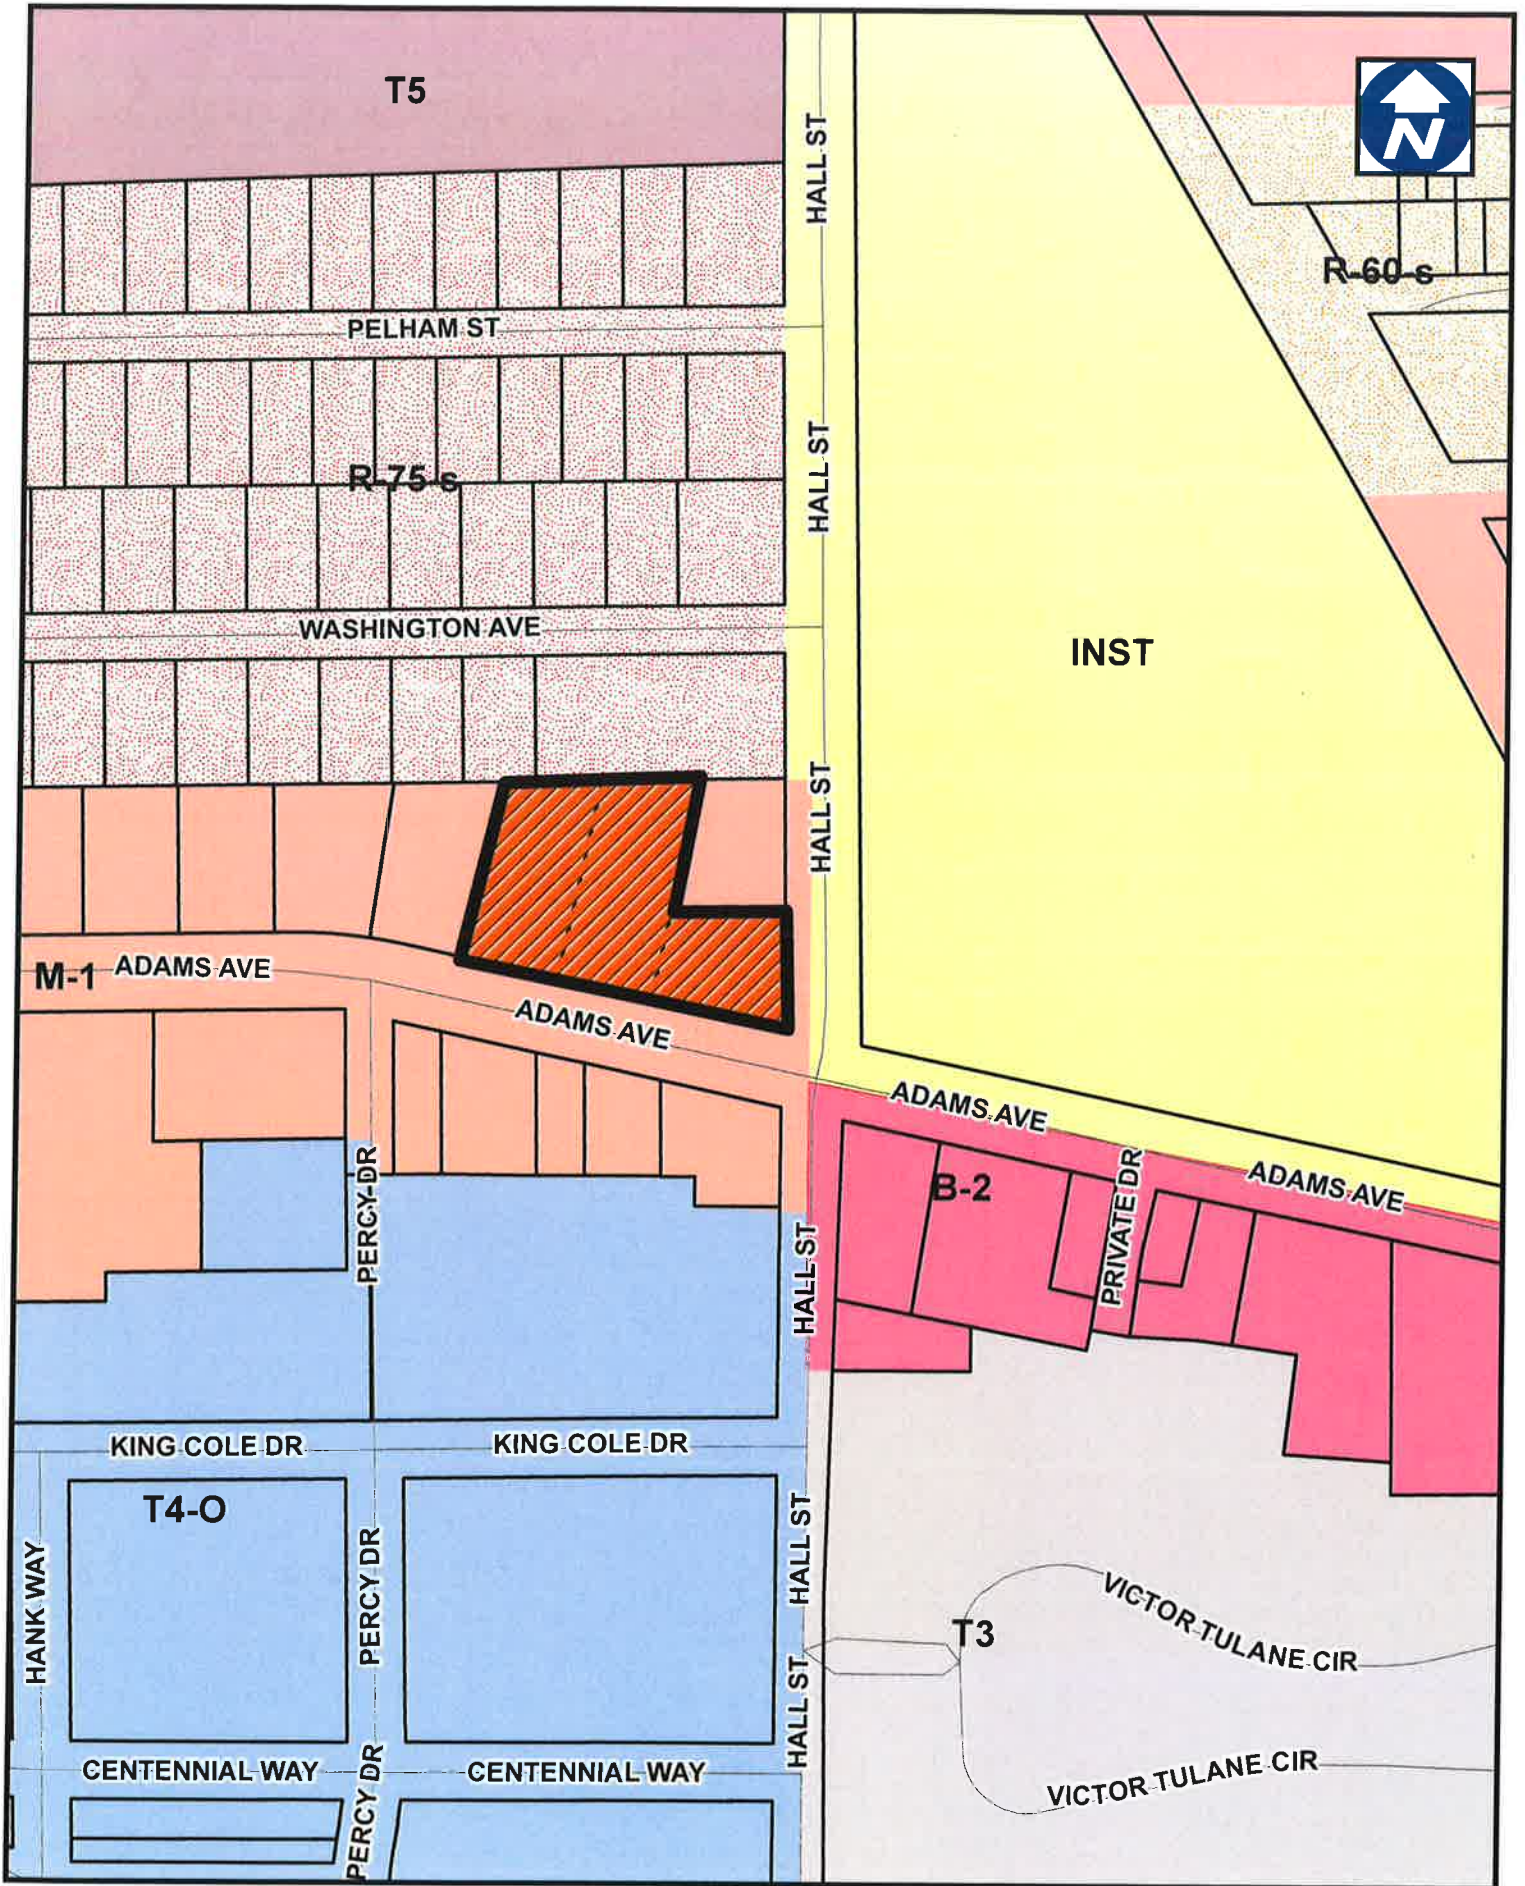 T5
HALL ST
N
R-60-s
PELHAM ST
HALL ST
R-75-s
WASHINGTON AVE
INST
HALL ST
M-1
ADAMS AVE
ADAMS AVE
ADAMS AVE
ADAMS AVE
B-2
PRIVATE DR
PERCY DR
HALL ST
KING COLE DR
KING COLE DR
T4-O
HALL ST
HANK WAY
PERCY DR
VICTOR TULANE CIR
T3
HALL ST
CENTENNIAL WAY
CENTENNIAL WAY
VICTOR TULANE CIR
PERCY DR